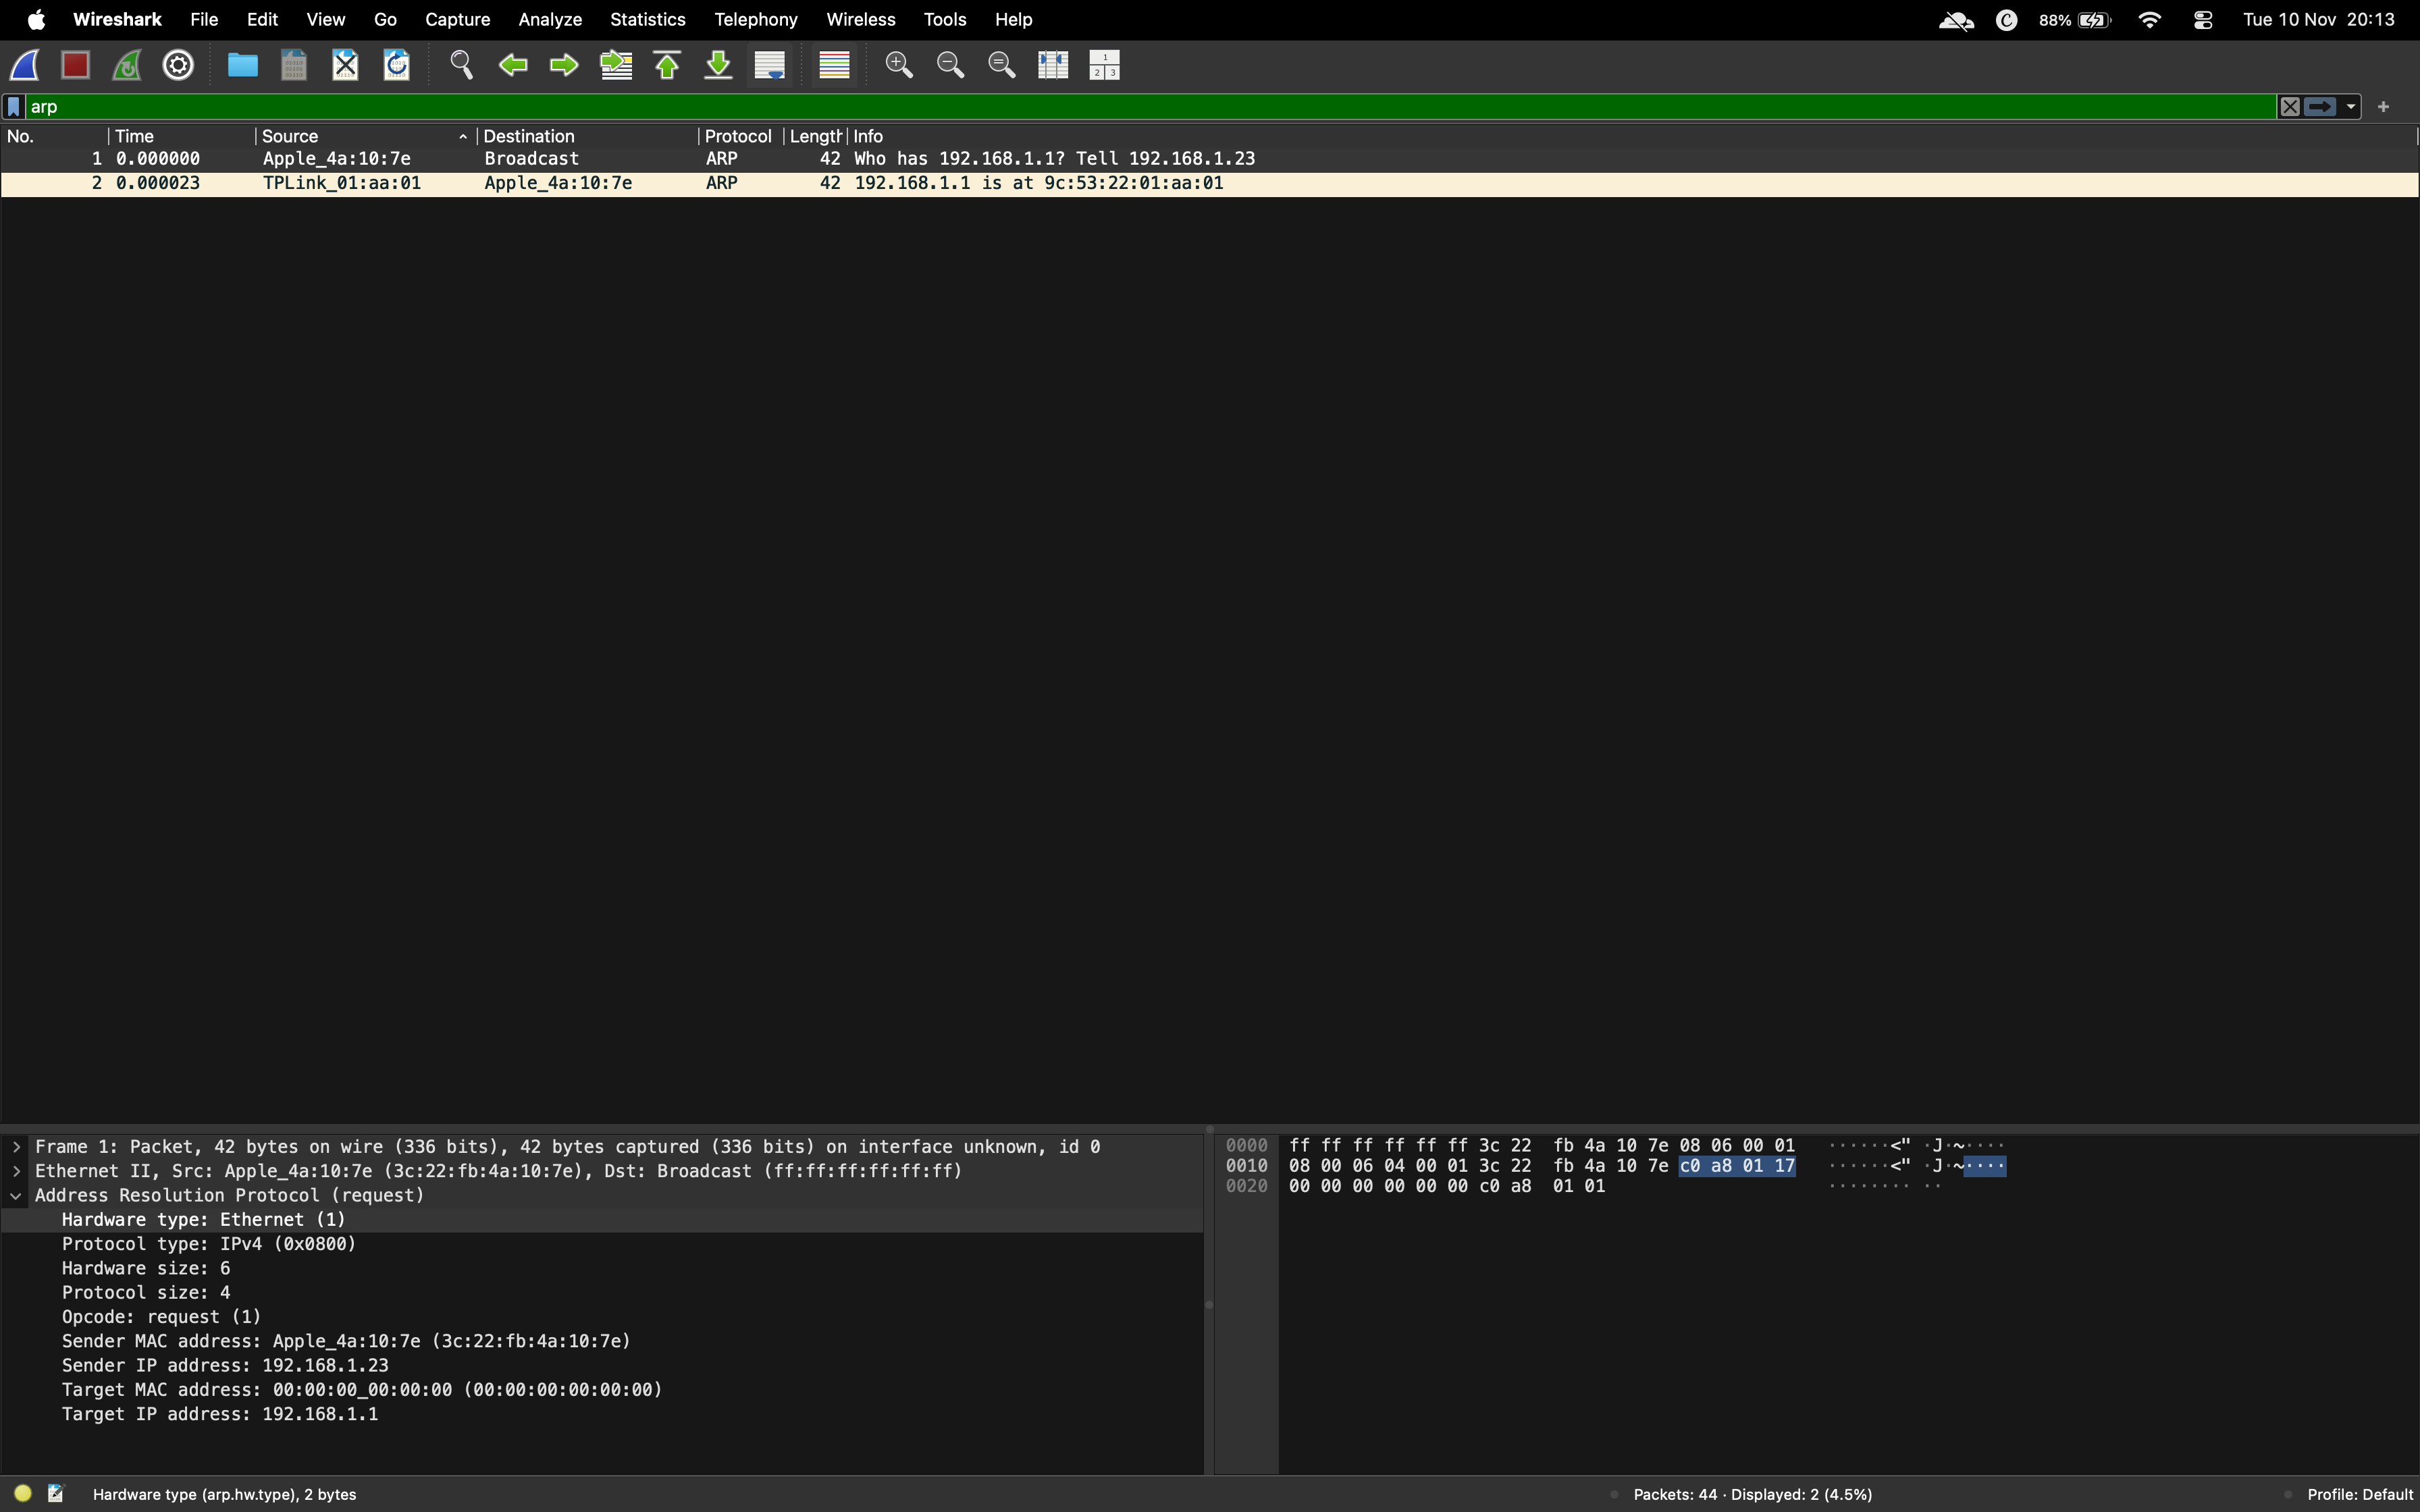 Wireshark File Edit View Go Capture Analyze Statistics Telephony Wireless Tools Help 88% Tue 10 Nov 20:13
arp
No. Time Source Destination Protocol Length Info
1 0.000000 Apple_4a:10:7e Broadcast ARP 42 Who has 192.168.1.1? Tell 192.168.1.23
2 0.000023 TPLink_01:aa:01 Apple_4a:10:7e ARP 42 192.168.1.1 is at 9c:53:22:01:aa:01
Frame 1: Packet, 42 bytes on wire (336 bits), 42 bytes captured (336 bits) on interface unknown, id 0
Ethernet II, Src: Apple_4a:10:7e (3c:22:fb:4a:10:7e), Dst: Broadcast (ff:ff:ff:ff:ff:ff)
Address Resolution Protocol (request)
Hardware type: Ethernet (1)
Protocol type: IPv4 (0x0800)
Hardware size: 6
Protocol size: 4
Opcode: request (1)
Sender MAC address: Apple_4a:10:7e (3c:22:fb:4a:10:7e)
Sender IP address: 192.168.1.23
Target MAC address: 00:00:00_00:00:00 (00:00:00:00:00:00)
Target IP address: 192.168.1.1
0000 ff ff ff ff ff ff 3c 22 fb 4a 10 7e 08 06 00 01 ······<" ·J·~····
0010 08 00 06 04 00 01 3c 22 fb 4a 10 7e c0 a8 01 17 ······<" ·J·~····
0020 00 00 00 00 00 00 c0 a8 01 01 ········ ··
Hardware type (arp.hw.type), 2 bytes
Packets: 44 · Displayed: 2 (4.5%)
Profile: Default